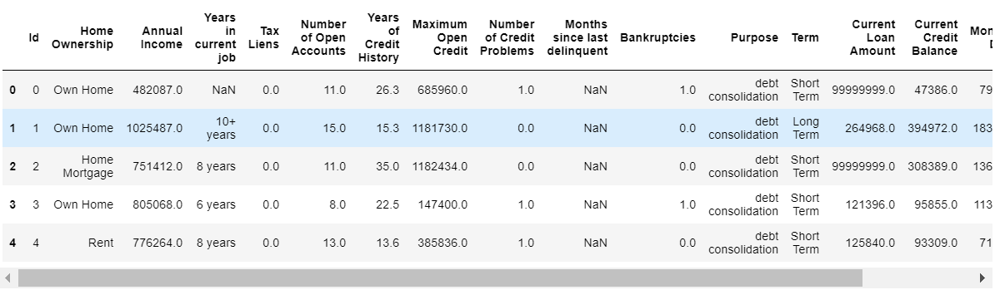 Id Home Ownership Annual Income Years in current job Tax Liens Number of Open Accounts Years of Credit History Maximum Open Credit Number of Credit Problems Months since last delinquent Bankruptcies Purpose Term Current Loan Amount Current Credit Balance
0 0 Own Home 482087.0 NaN 0.0 11.0 26.3 685960.0 1.0 NaN 1.0 debt consolidation Short Term 99999999.0 47386.0 79
1 1 Own Home 1025487.0 10+ years 0.0 15.0 15.3 1181730.0 0.0 NaN 0.0 debt consolidation Long Term 264968.0 394972.0 183
2 2 Home Mortgage 751412.0 8 years 0.0 11.0 35.0 1182434.0 0.0 NaN 0.0 debt consolidation Short Term 99999999.0 308389.0 136
3 3 Own Home 805068.0 6 years 0.0 8.0 22.5 147400.0 1.0 NaN 1.0 debt consolidation Short Term 121396.0 95855.0 113
4 4 Rent 776264.0 8 years 0.0 13.0 13.6 385836.0 1.0 NaN 0.0 debt consolidation Short Term 125840.0 93309.0 71